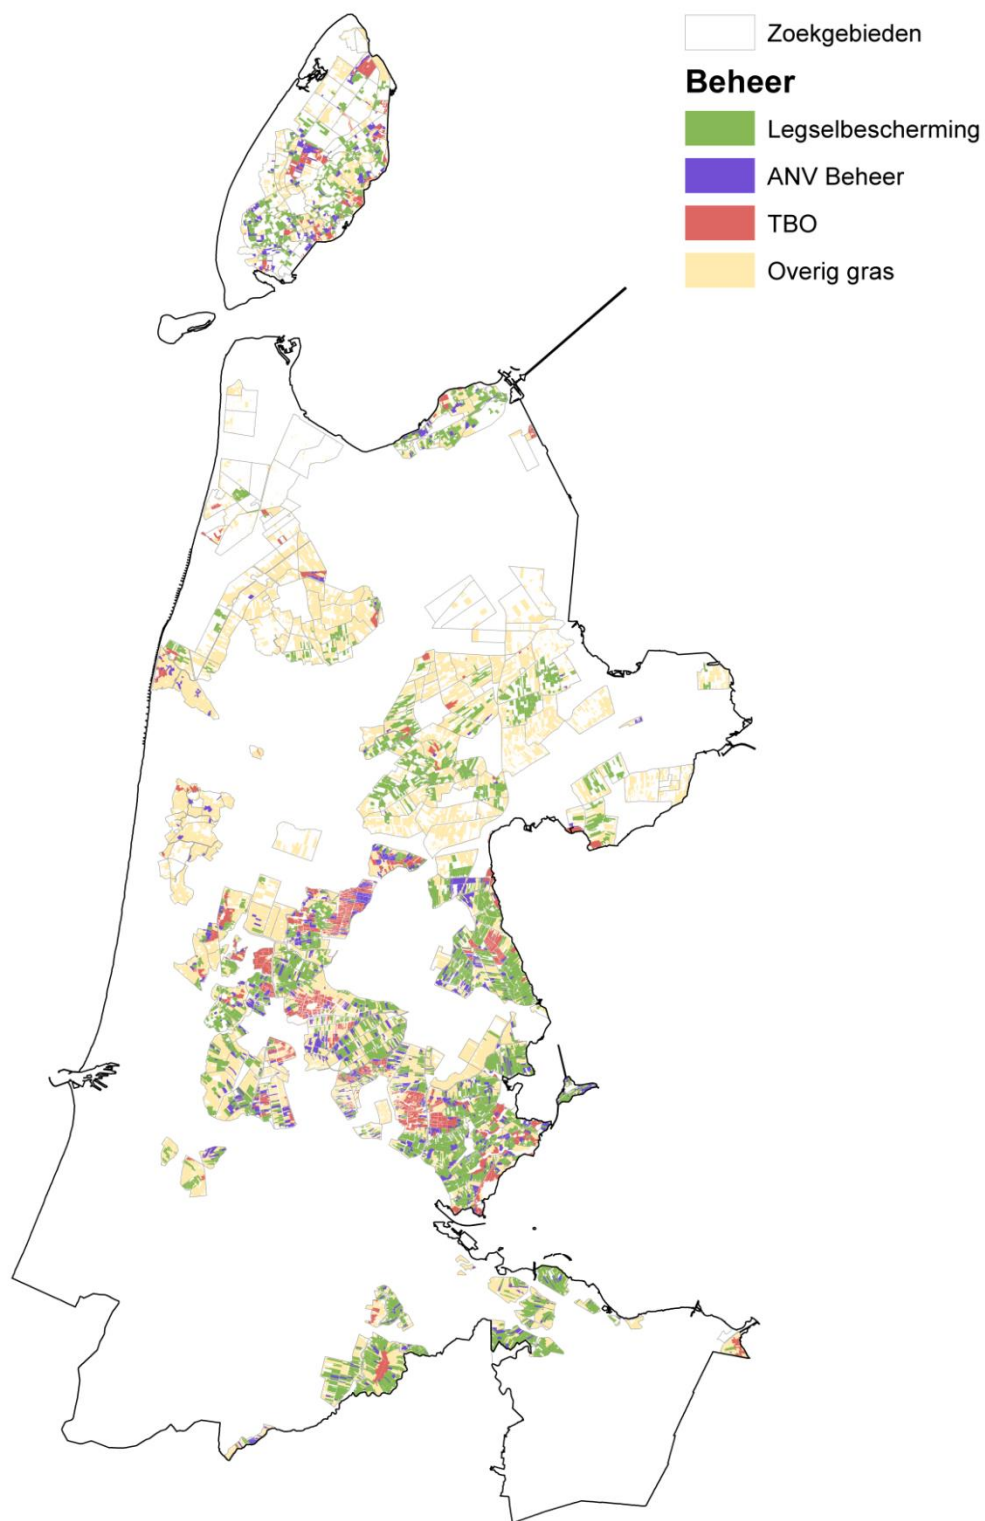 Zoekgebieden
Beheer
Legselbescherming
ANV Beheer
TBO
Overig gras